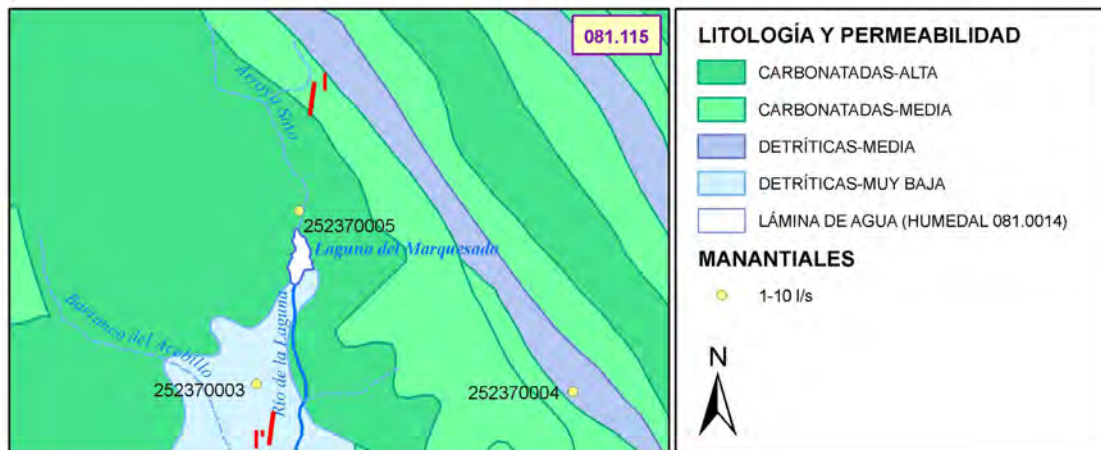 081.115
Arroyo Soto
I
252370005
Laguna del Marquesado
Barranco del Acebillo
Río de la Laguna
252370003
252370004
I'
LITOLOGÍA Y PERMEABILIDAD
CARBONATADAS-ALTA
CARBONATADAS-MEDIA
DETRÍTICAS-MEDIA
DETRÍTICAS-MUY BAJA
LÁMINA DE AGUA (HUMEDAL 081.0014)
MANANTIALES
1-10 l/s
N